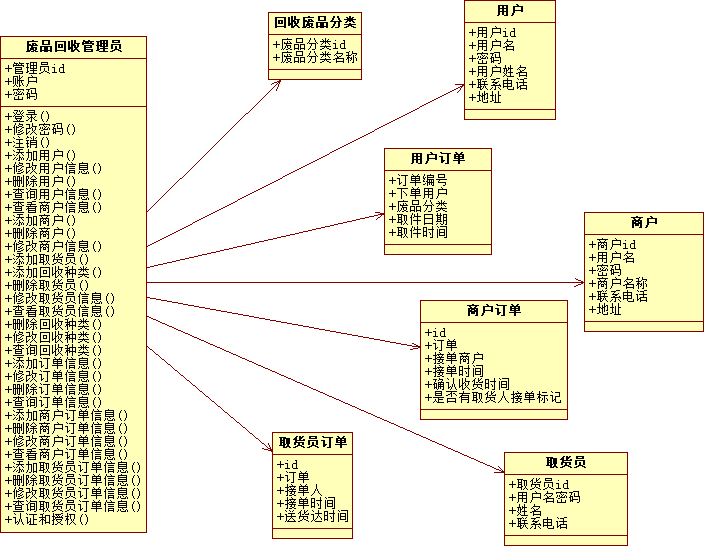 废品回收管理员
+管理员id
+账户
+密码
+登录()
+修改密码()
+注销()
+添加用户()
+修改用户信息()
+删除用户()
+查询用户信息()
+查看商户信息()
+添加商户()
+删除商户()
+修改商户信息()
+添加取货员()
+添加回收种类()
+删除取货员()
+修改取货员信息()
+查看取货员信息()
+删除回收种类()
+修改回收种类()
+查询回收种类()
+添加订单信息()
+修改订单信息()
+删除订单信息()
+查询订单信息()
+添加商户订单信息()
+删除商户订单信息()
+修改商户订单信息()
+查看商户订单信息()
+添加取货员订单信息()
+删除取货员订单信息()
+修改取货员订单信息()
+查询取货员订单信息()
+认证和授权()
回收废品分类
+废品分类id
+废品分类名称
用户
+用户id
+用户名
+密码
+用户姓名
+联系电话
+地址
用户订单
+订单编号
+下单用户
+废品分类
+取件日期
+取件时间
商户
+商户id
+用户名
+密码
+商户名称
+联系电话
+地址
商户订单
+id
+订单
+接单商户
+接单时间
+确认收货时间
+是否有取货人接单标记
取货员订单
+id
+订单
+接单人
+接单时间
+送货达时间
取货员
+取货员id
+用户名密码
+姓名
+联系电话